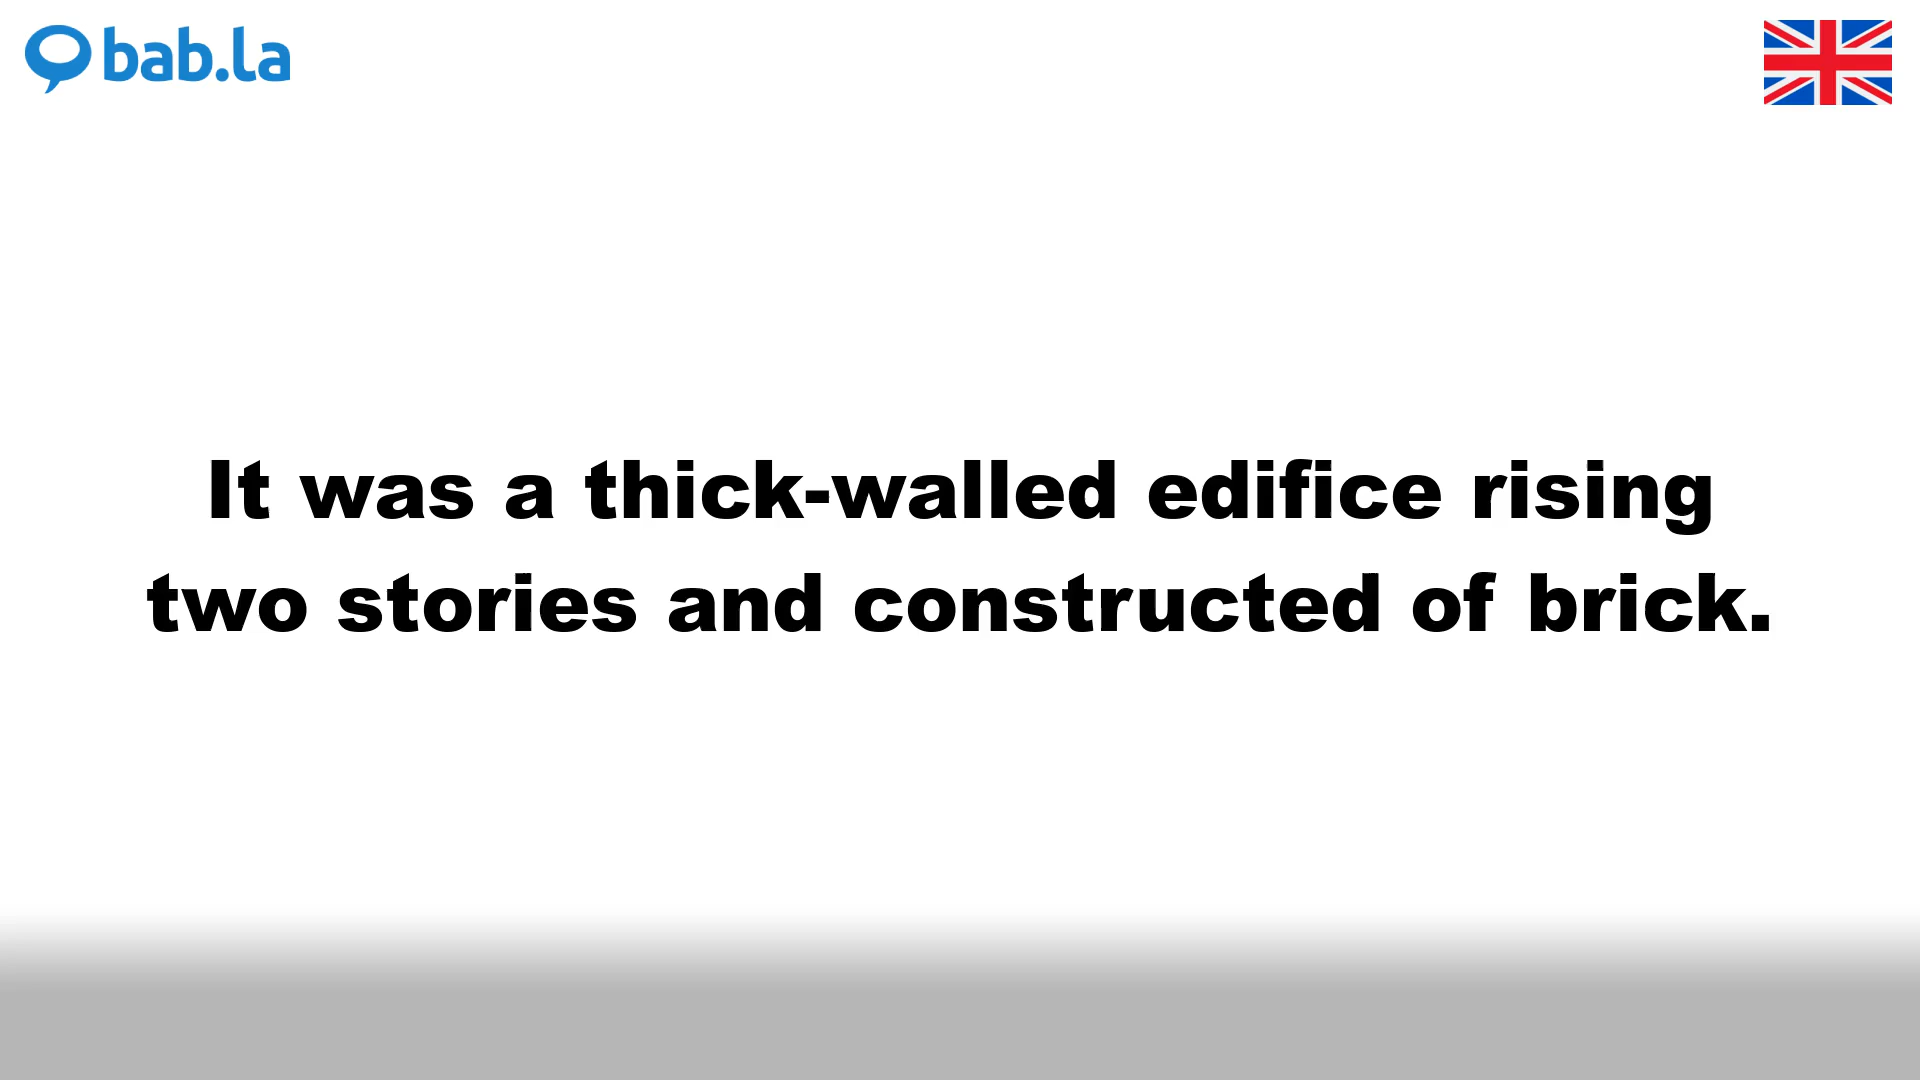 bab.la
It was a thick-walled edifice rising
two stories and constructed of brick.